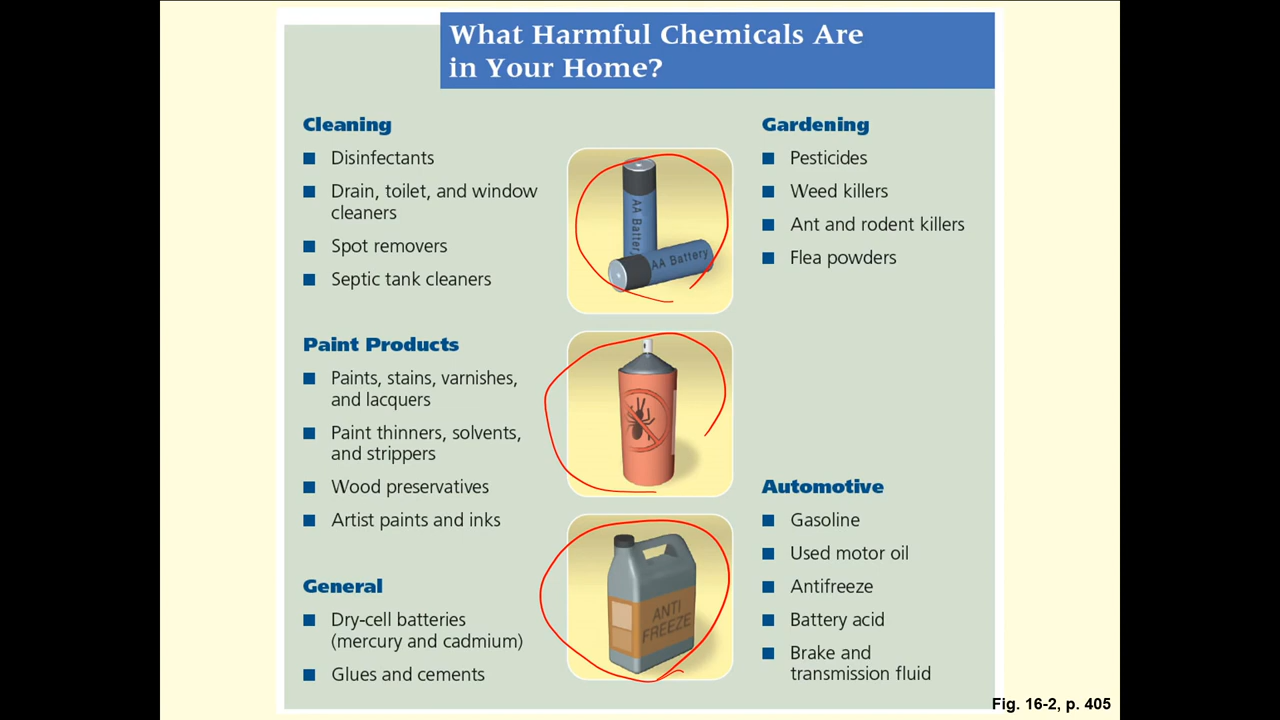 What Harmful Chemicals Are
in Your Home?
Cleaning
Disinfectants
Drain, toilet, and window
cleaners
Spot removers
Septic tank cleaners
Paint Products
Paints, stains, varnishes,
and lacquers
Paint thinners, solvents,
and strippers
Wood preservatives
Artist paints and inks
General
Dry-cell batteries
(mercury and cadmium)
Glues and cements
AA Battery
AA Battery
ANTI
FREEZE
Gardening
Pesticides
Weed killers
Ant and rodent killers
Flea powders
Automotive
Gasoline
Used motor oil
Antifreeze
Battery acid
Brake and
transmission fluid
Fig. 16-2, p. 405